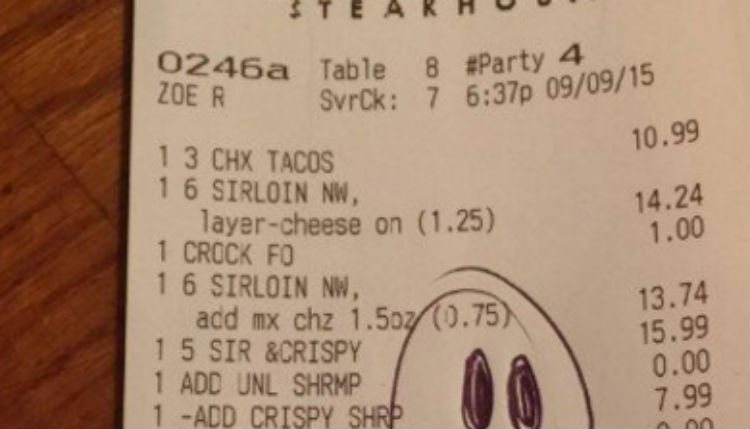 STEAKHOUS
0246a Table 8 #Party 4
ZOE R SvrCk: 7 6:37p 09/09/15
1 3 CHX TACOS 10.99
1 6 SIRLOIN NW,
layer-cheese on (1.25) 14.24
1 CROCK FO 1.00
1 6 SIRLOIN NW,
add mx chz 1.5oz (0.75) 13.74
1 5 SIR &CRISPY 15.99
1 ADD UNL SHRMP 0.00
1 -ADD CRISPY SHRP 7.99